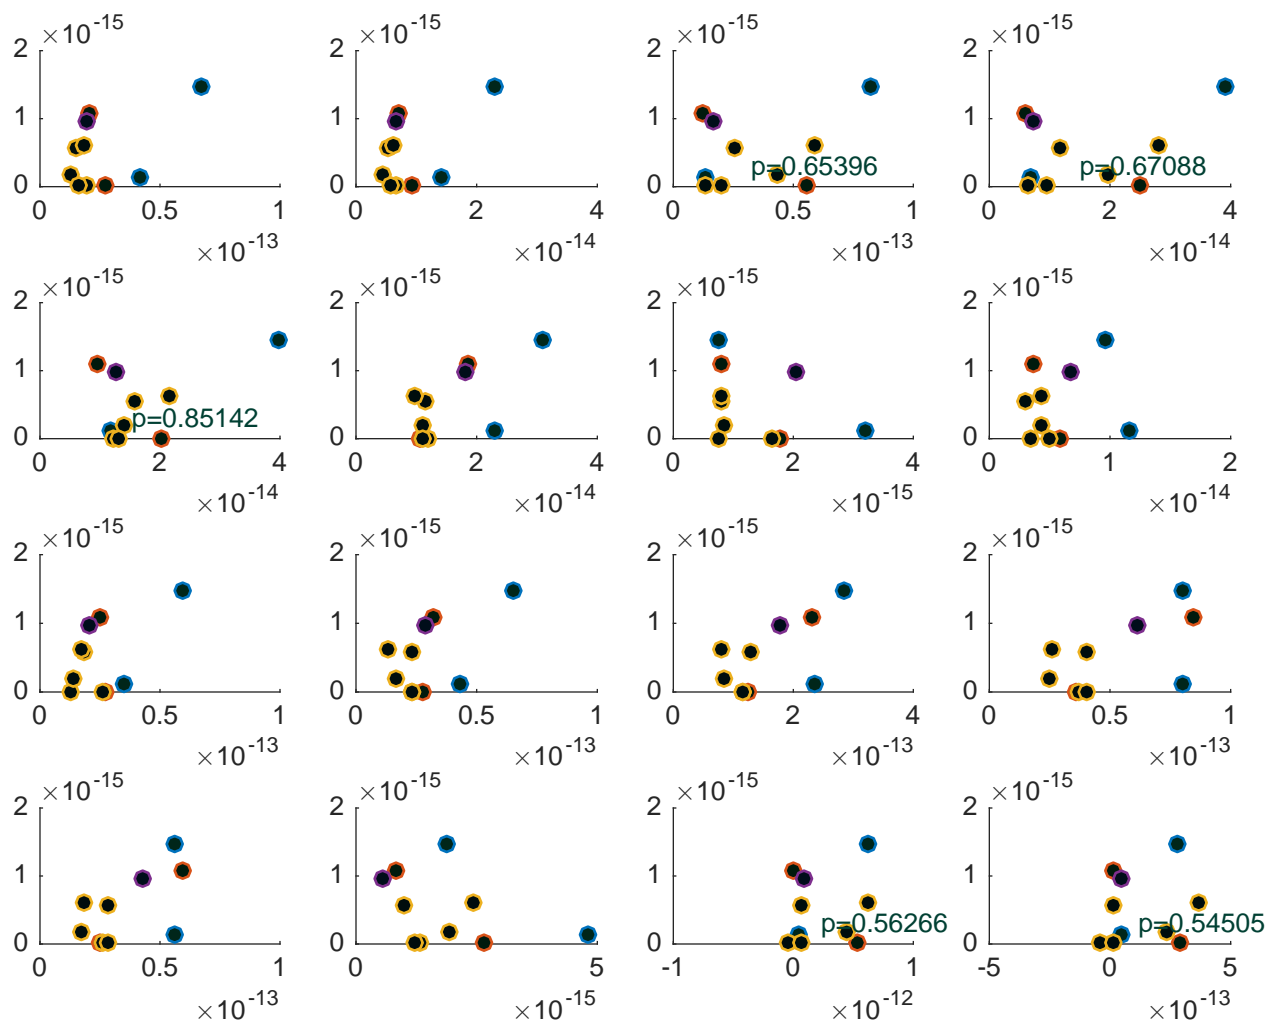 ×10^-15 ×10^-15 ×10^-15 ×10^-15
2 2 2 2
1 1 1 1
p=0.65396 p=0.67088
0 0 0 0
0 0.5 1 0 2 4 0 0.5 1 0 2 4
×10^-13 ×10^-14 ×10^-13 ×10^-14
×10^-15 ×10^-15 ×10^-15 ×10^-15
2 2 2 2
1 1 1 1
p=0.85142
0 0 0 0
0 2 4 0 2 4 0 2 4 0 1 2
×10^-14 ×10^-14 ×10^-15 ×10^-14
×10^-15 ×10^-15 ×10^-15 ×10^-15
2 2 2 2
1 1 1 1
0 0 0 0
0 0.5 1 0 0.5 1 0 2 4 0 0.5 1
×10^-13 ×10^-13 ×10^-13 ×10^-13
×10^-15 ×10^-15 ×10^-15 ×10^-15
2 2 2 2
1 1 1 1
p=0.56266 p=0.54505
0 0 0 0
0 0.5 1 0 5 -1 0 1 -5 0 5
×10^-13 ×10^-15 ×10^-12 ×10^-13